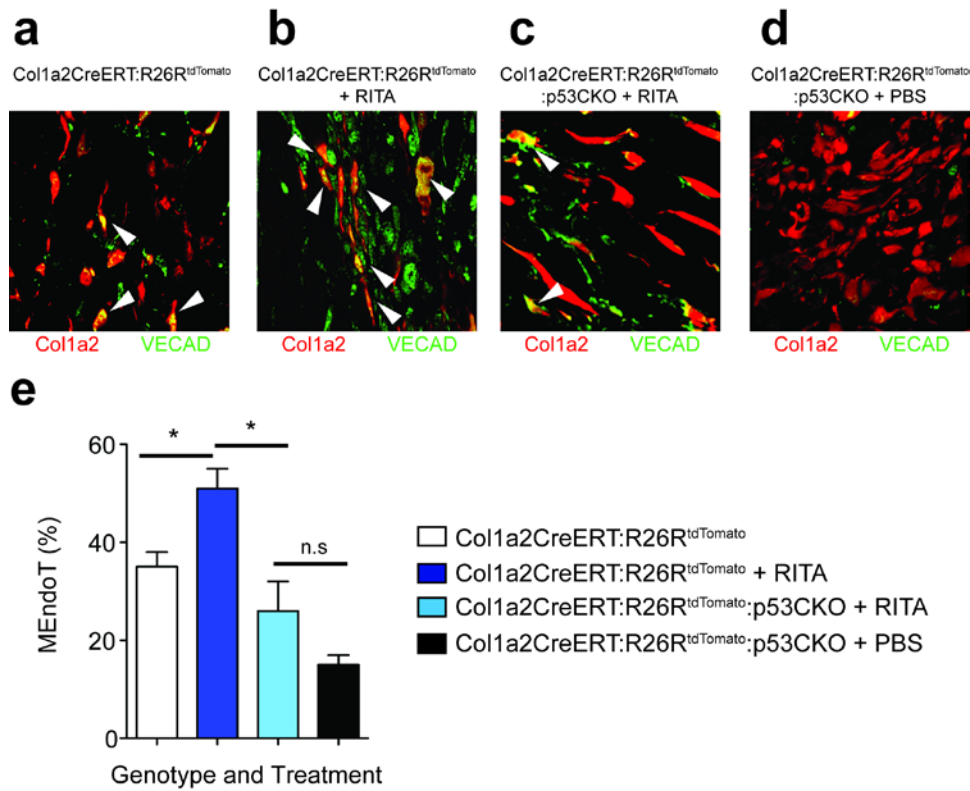 a
Col1a2CreERT:R26RtdTomato
b
Col1a2CreERT:R26RtdTomato
+ RITA
c
Col1a2CreERT:R26RtdTomato
:p53CKO + RITA
d
Col1a2CreERT:R26RtdTomato
:p53CKO + PBS
Col1a2 VECAD
Col1a2 VECAD
Col1a2 VECAD
Col1a2 VECAD
e
MEndoT (%)
60
40
20
0
*
*
n.s
Genotype and Treatment
Col1a2CreERT:R26RtdTomato
Col1a2CreERT:R26RtdTomato + RITA
Col1a2CreERT:R26RtdTomato:p53CKO + RITA
Col1a2CreERT:R26RtdTomato:p53CKO + PBS